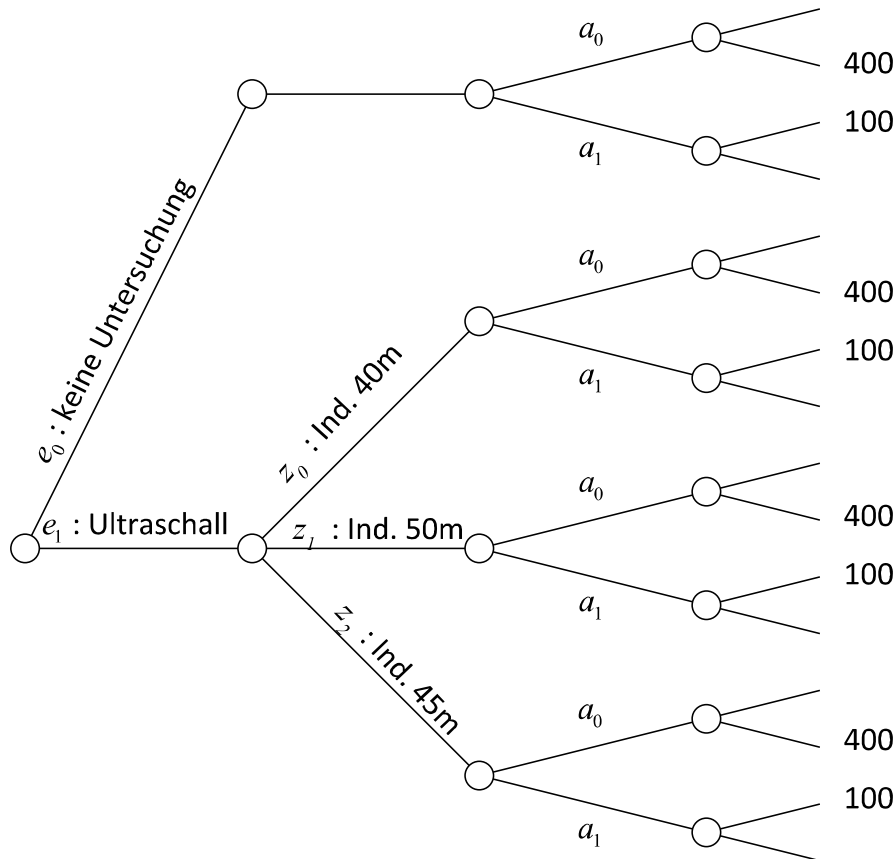 a₀
400
100
a₁
e₀ : keine Untersuchung
a₀
400
100
a₁
z₀ : Ind. 40m
a₀
400
e₁ : Ultraschall
z₁ : Ind. 50m
100
a₁
z₂ : Ind. 45m
a₀
400
100
a₁